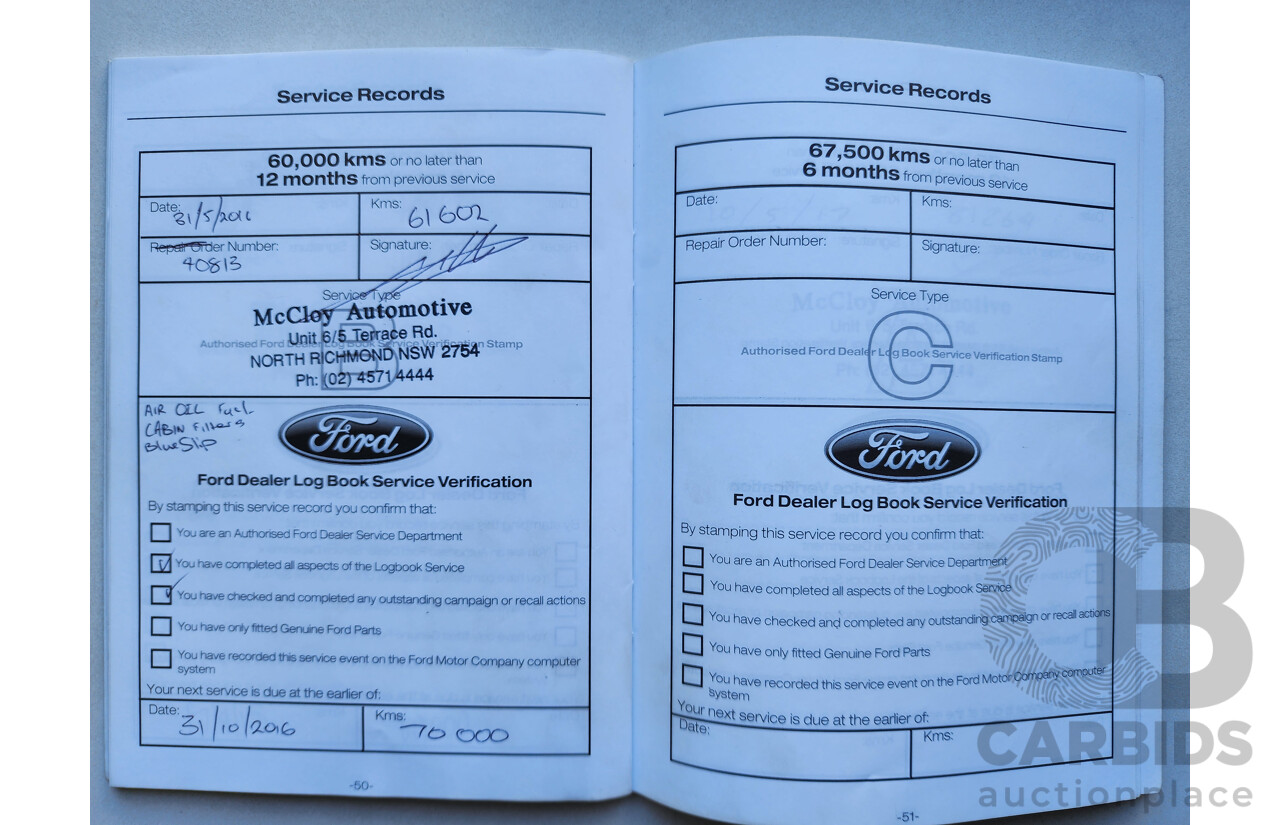 Service Records
60,000 kms or no later than
12 months from previous service
Date:
31/5/2016
Kms:
61602
Repair Order Number:
40813
Signature:
Service Type
B
McCloy Automotive
Unit 6/5 Terrace Rd.
Authorised Ford Dealer Log Book Service Verification Stamp
NORTH RICHMOND NSW 2754
Ph: (02) 4571 4444
AIR OIL Fuel
CABIN Filters
BlueSlip
Ford
Ford Dealer Log Book Service Verification
By stamping this service record you confirm that:
You are an Authorised Ford Dealer Service Department
You have completed all aspects of the Logbook Service
You have checked and completed any outstanding campaign or recall actions
You have only fitted Genuine Ford Parts
You have recorded this service event on the Ford Motor Company computer
system
Your next service is due at the earlier of:
Date:
31/10/2016
Kms:
70 000
-50-
Service Records
67,500 kms or no later than
6 months from previous service
Date:
Kms:
Repair Order Number:
Signature:
Service Type
C
Authorised Ford Dealer Log Book Service Verification Stamp
Ford
Ford Dealer Log Book Service Verification
By stamping this service record you confirm that:
You are an Authorised Ford Dealer Service Department
You have completed all aspects of the Logbook Service
You have checked and completed any outstanding campaign or recall actions
You have only fitted Genuine Ford Parts
You have recorded this service event on the Ford Motor Company computer
system
Your next service is due at the earlier of:
Date:
Kms:
-51-
CB
CARBIDS
auctionplace